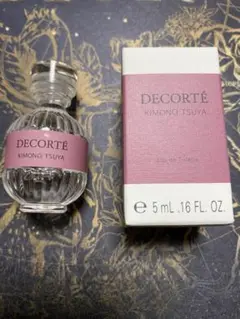 DECORTÉ
KIMONO TSUYA
DECORTÉ
KIMONO TSUYA
℮ 5 mL .16 FL. OZ.